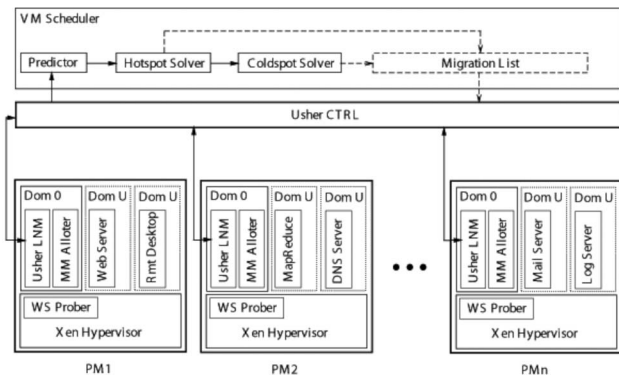 VM Scheduler
Predictor
Hotspot Solver
Coldspot Solver
Migration List
Usher CTRL
Dom 0
Dom U
Dom U
Usher LNM
MM Alloter
Web Server
Rmt Desktop
WS Prober
Xen Hypervisor
PM1
Dom 0
Dom U
Dom U
Usher LNM
MM Alloter
MapReduce
DNS Server
WS Prober
Xen Hypervisor
PM2
Dom 0
Dom U
Dom U
Usher LNM
MM Alloter
Mail Server
Log Server
WS Prober
Xen Hypervisor
PMn